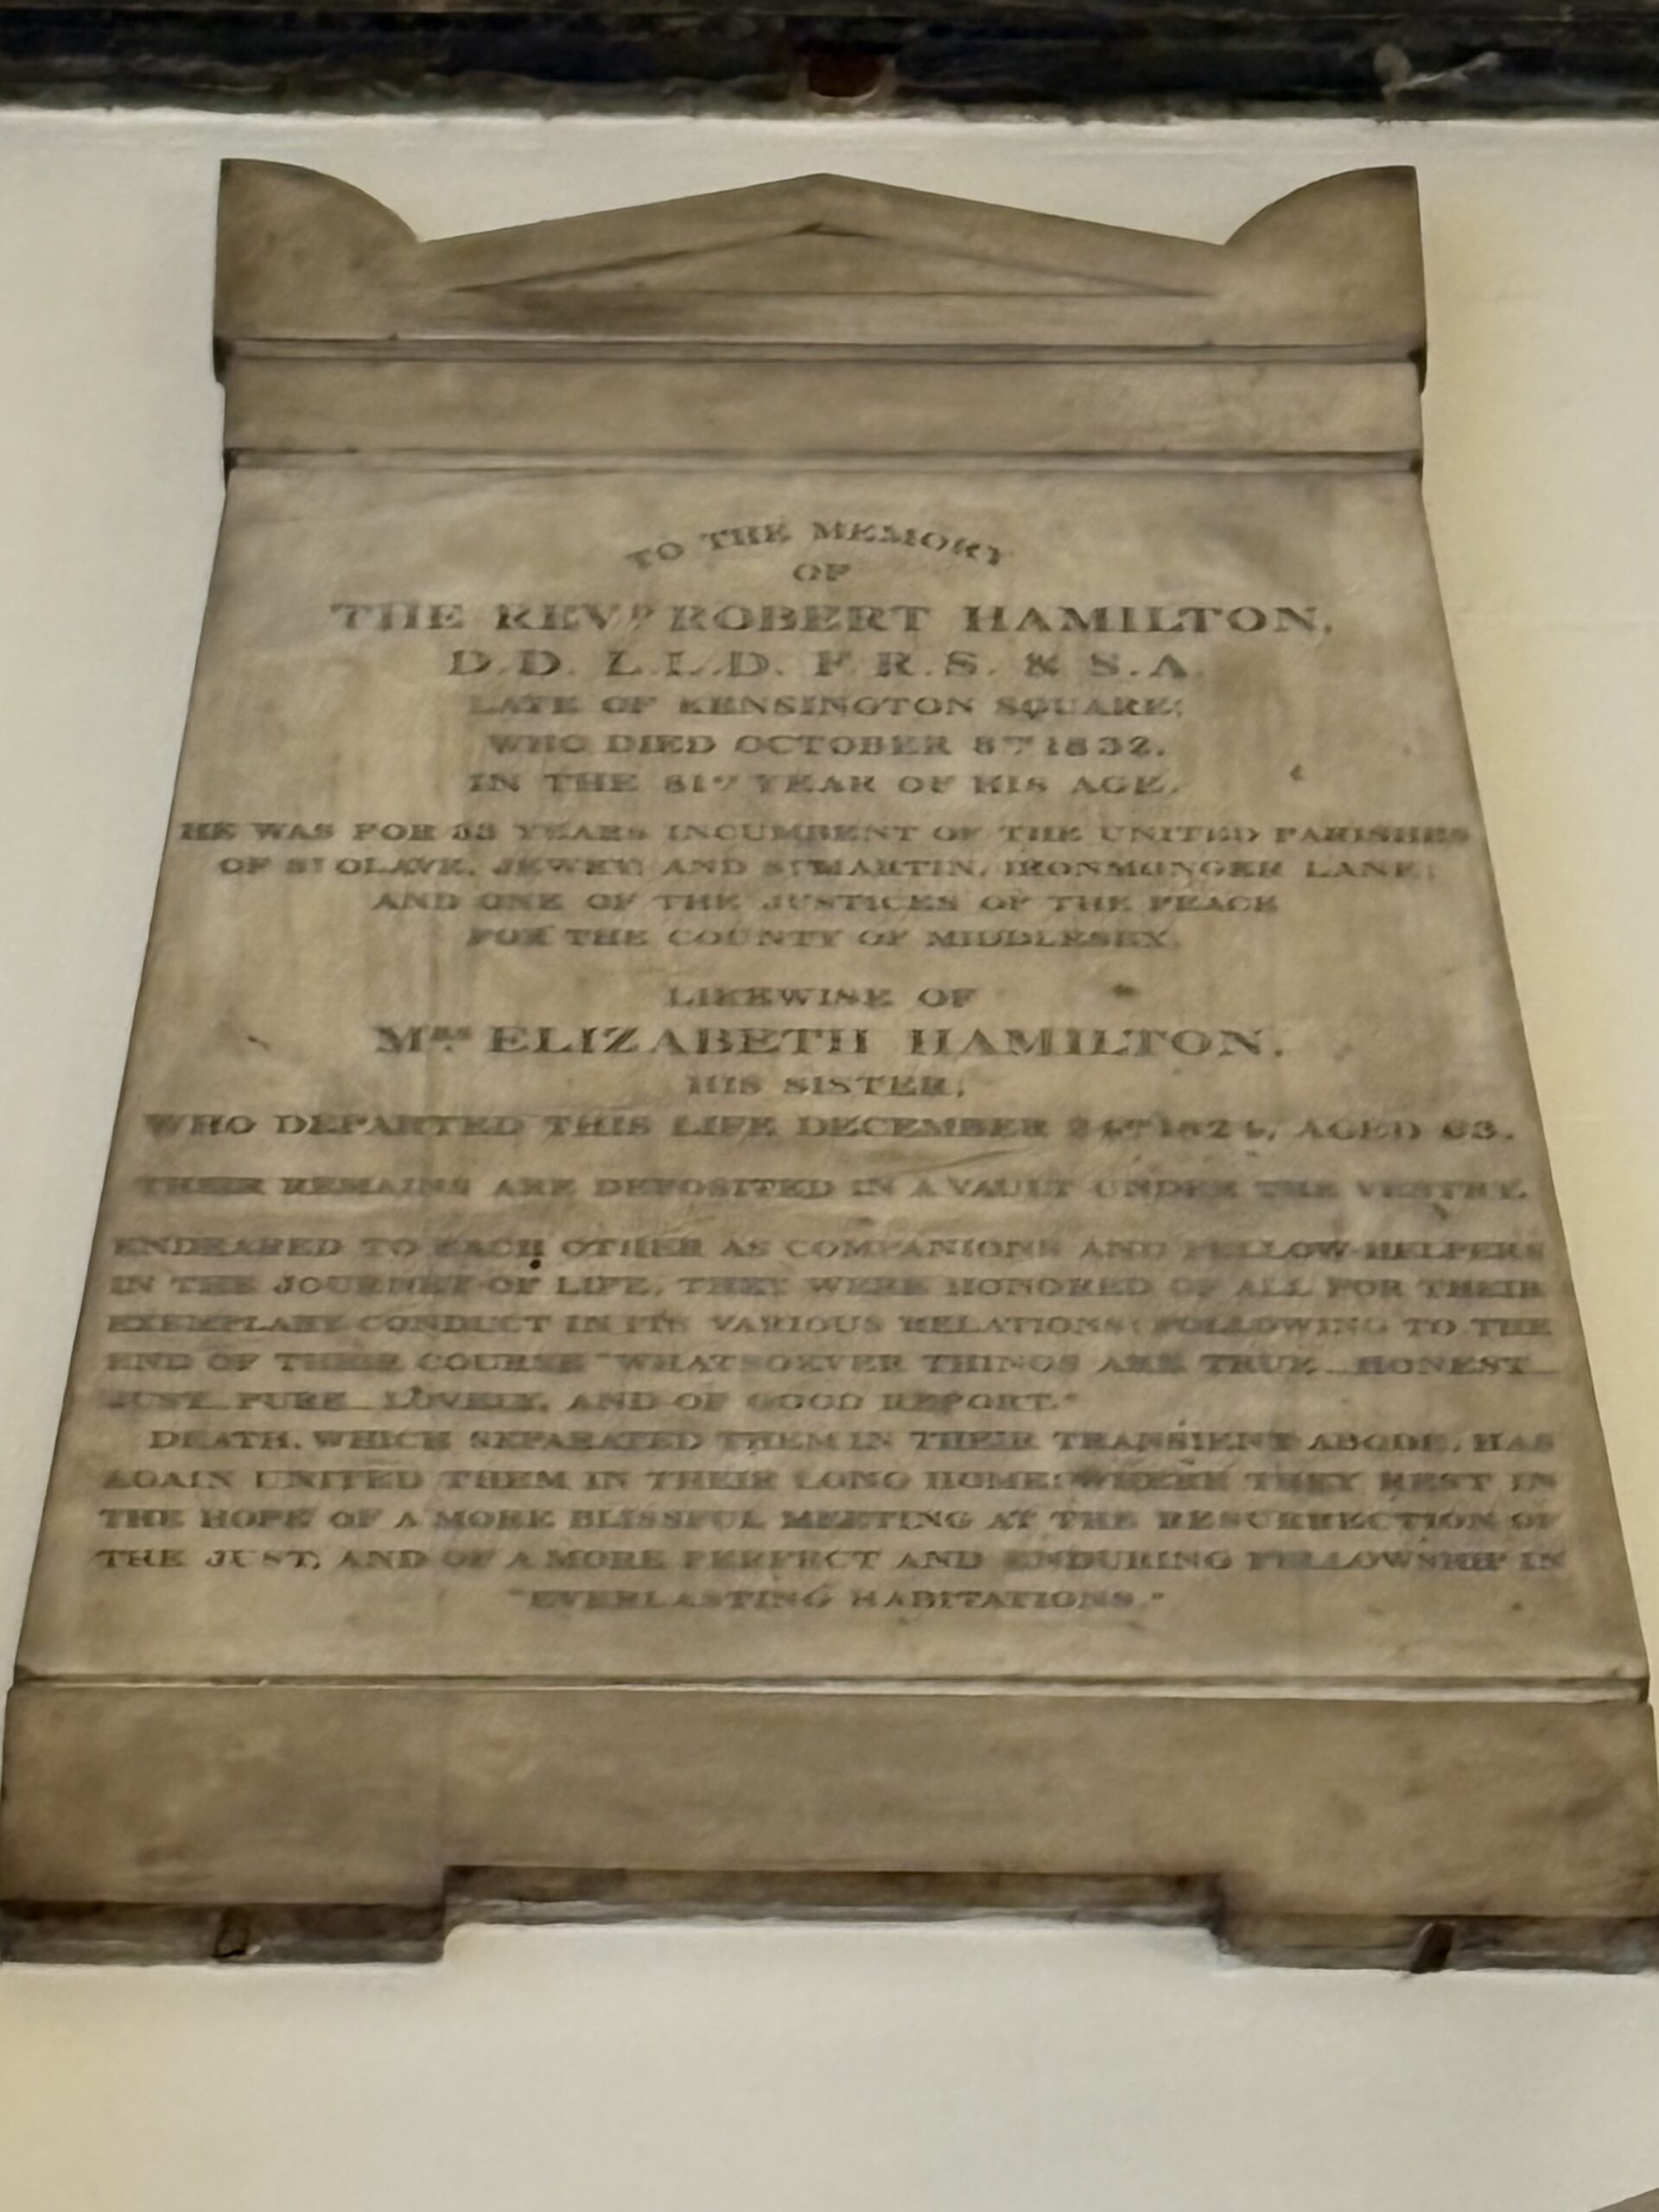 TO THE MEMORY
OF
THE REVD ROBERT HAMILTON,
D.D. L.L.D. F.R.S. & S.A.
LATE OF KENSINGTON SQUARE;
WHO DIED OCTOBER 8TH 1832,
IN THE 81ST YEAR OF HIS AGE.
HE WAS FOR YEARS INCUMBENT OF THE UNITED PARISHES
OF ST OLAVE, JEWRY; AND ST MARTIN, IRONMONGER LANE;
AND ONE OF THE JUSTICES OF THE PEACE
FOR THE COUNTY OF MIDDLESEX.
LIKEWISE OF
MRS ELIZABETH HAMILTON,
HIS SISTER,
WHO DEPARTED THIS LIFE DECEMBER AGED 63.
THEIR REMAINS ARE DEPOSITED IN A VAULT UNDER THE VESTRY.
ENDEARED TO EACH OTHER AS COMPANIONS AND FELLOW-HELPERS
IN THE JOURNEY OF LIFE, THEY WERE HONORED OF ALL FOR THEIR
EXEMPLARY CONDUCT IN ITS VARIOUS RELATIONS; FOLLOWING TO THE
END OF THEIR COURSE "WHATSOEVER THINGS ARE TRUE_HONEST_
JUST_PURE_LOVELY, AND OF GOOD REPORT."
DEATH, WHICH SEPARATED THEM IN THEIR TRANSIENT ABODE, HAS
AGAIN UNITED THEM IN THEIR LONG HOME: WHERE THEY REST IN
THE HOPE OF A MORE BLISSFUL MEETING AT THE RESURRECTION OF
THE JUST, AND OF A MORE PERFECT AND ENDURING FELLOWSHIP IN
"EVERLASTING HABITATIONS."